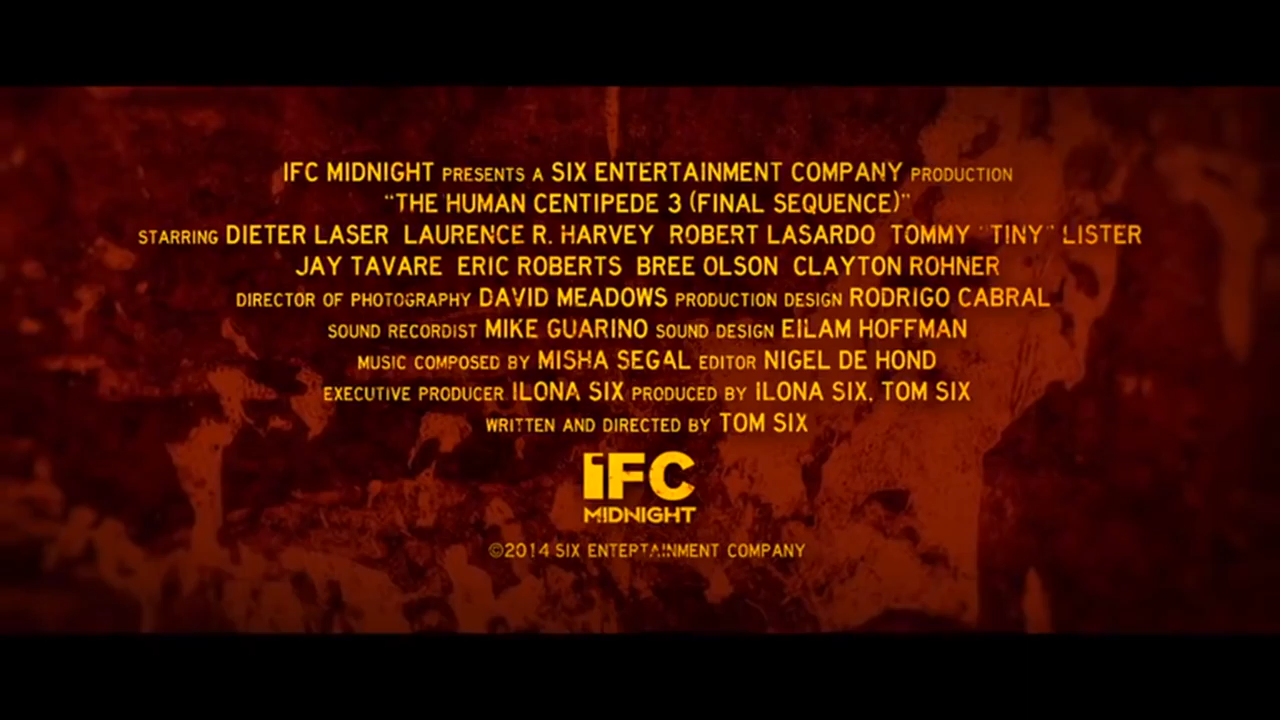 IFC MIDNIGHT PRESENTS A SIX ENTERTAINMENT COMPANY PRODUCTION
"THE HUMAN CENTIPEDE 3 (FINAL SEQUENCE)"
STARRING DIETER LASER LAURENCE R. HARVEY ROBERT LASARDO TOMMY "TINY" LISTER
JAY TAVARE ERIC ROBERTS BREE OLSON CLAYTON ROHNER
DIRECTOR OF PHOTOGRAPHY DAVID MEADOWS PRODUCTION DESIGN RODRIGO CABRAL
SOUND RECORDIST MIKE GUARINO SOUND DESIGN EILAM HOFFMAN
MUSIC COMPOSED BY MISHA SEGAL EDITOR NIGEL DE HOND
EXECUTIVE PRODUCER ILONA SIX PRODUCED BY ILONA SIX, TOM SIX
WRITTEN AND DIRECTED BY TOM SIX
iFC
MIDNIGHT
©2014 SIX ENTERTAINMENT COMPANY